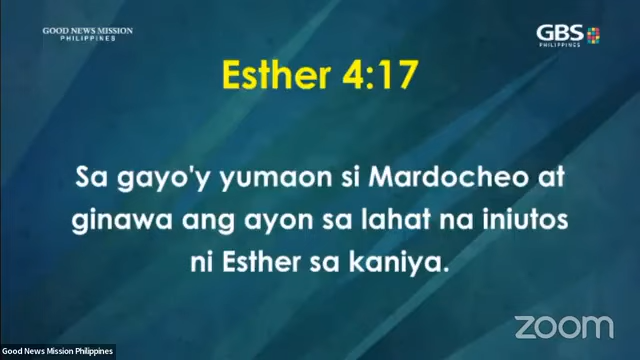 GOOD NEWS MISSION
PHILIPPINES
GBS
PHILIPPINES
Esther 4:17
Sa gayo'y yumaon si Mardocheo at
ginawa ang ayon sa lahat na iniutos
ni Esther sa kaniya.
zoom
Good News Mission Philippines